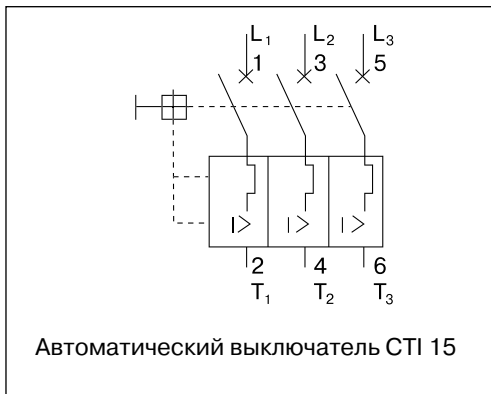 L₁ L₂ L₃
1 3 5
I> I> I>
2 4 6
T₁ T₂ T₃
Автоматический выключатель CTI 15